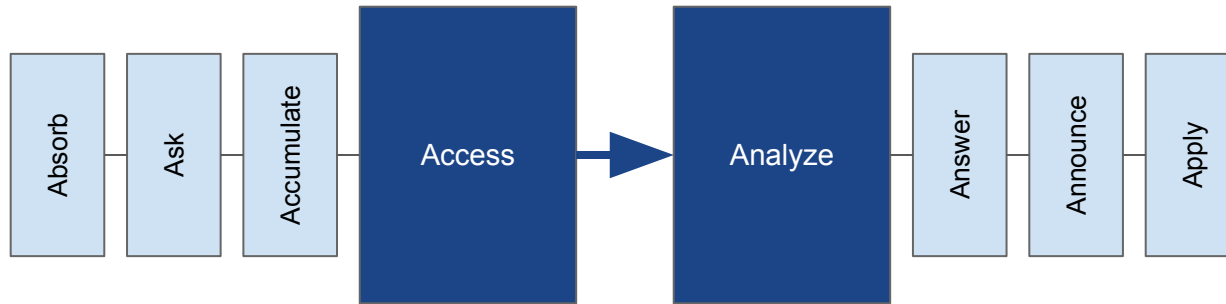 Absorb
Ask
Accumulate
Access
Analyze
Answer
Announce
Apply